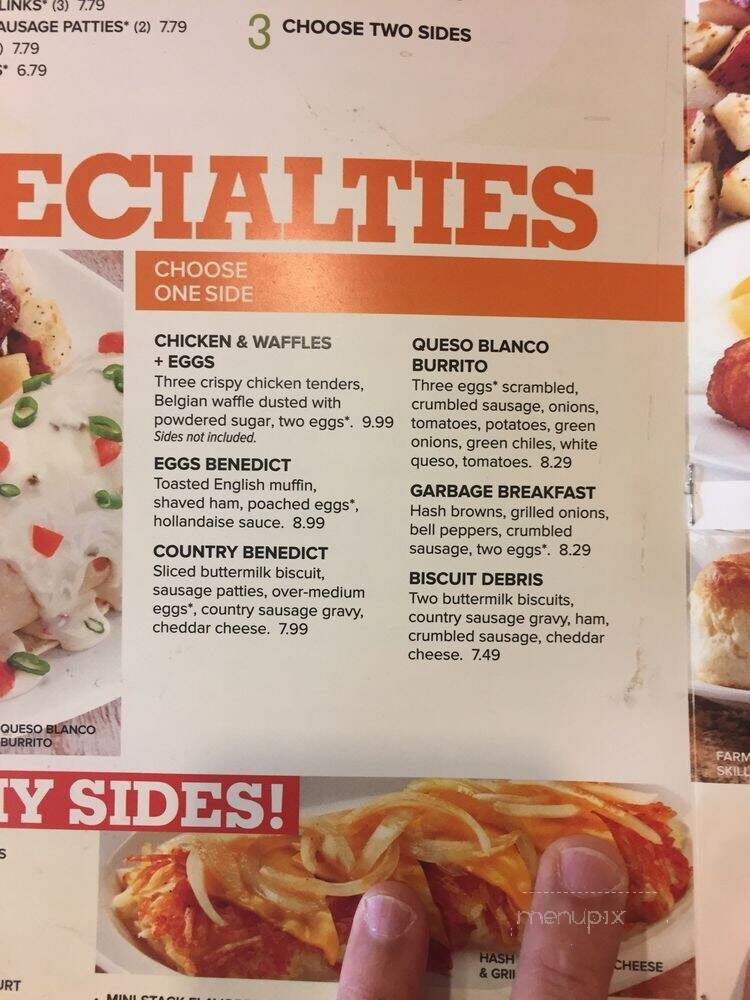 LINKS* (3) 7.79
AUSAGE PATTIES* (2) 7.79
) 7.79
S* 6.79
3 CHOOSE TWO SIDES
ECIALTIES
CHOOSE
ONE SIDE
CHICKEN & WAFFLES
+ EGGS
Three crispy chicken tenders,
Belgian waffle dusted with
powdered sugar, two eggs*. 9.99
Sides not included.
EGGS BENEDICT
Toasted English muffin,
shaved ham, poached eggs*,
hollandaise sauce. 8.99
COUNTRY BENEDICT
Sliced buttermilk biscuit,
sausage patties, over-medium
eggs*, country sausage gravy,
cheddar cheese. 7.99
QUESO BLANCO
BURRITO
Three eggs* scrambled,
crumbled sausage, onions,
tomatoes, potatoes, green
onions, green chiles, white
queso, tomatoes. 8.29
GARBAGE BREAKFAST
Hash browns, grilled onions,
bell peppers, crumbled
sausage, two eggs*. 8.29
BISCUIT DEBRIS
Two buttermilk biscuits,
country sausage gravy, ham,
crumbled sausage, cheddar
cheese. 7.49
QUESO BLANCO
BURRITO
FARM
SKILL
IY SIDES!
S
URT
HASH
& GRI
CHEESE
menupix
MINI STACK